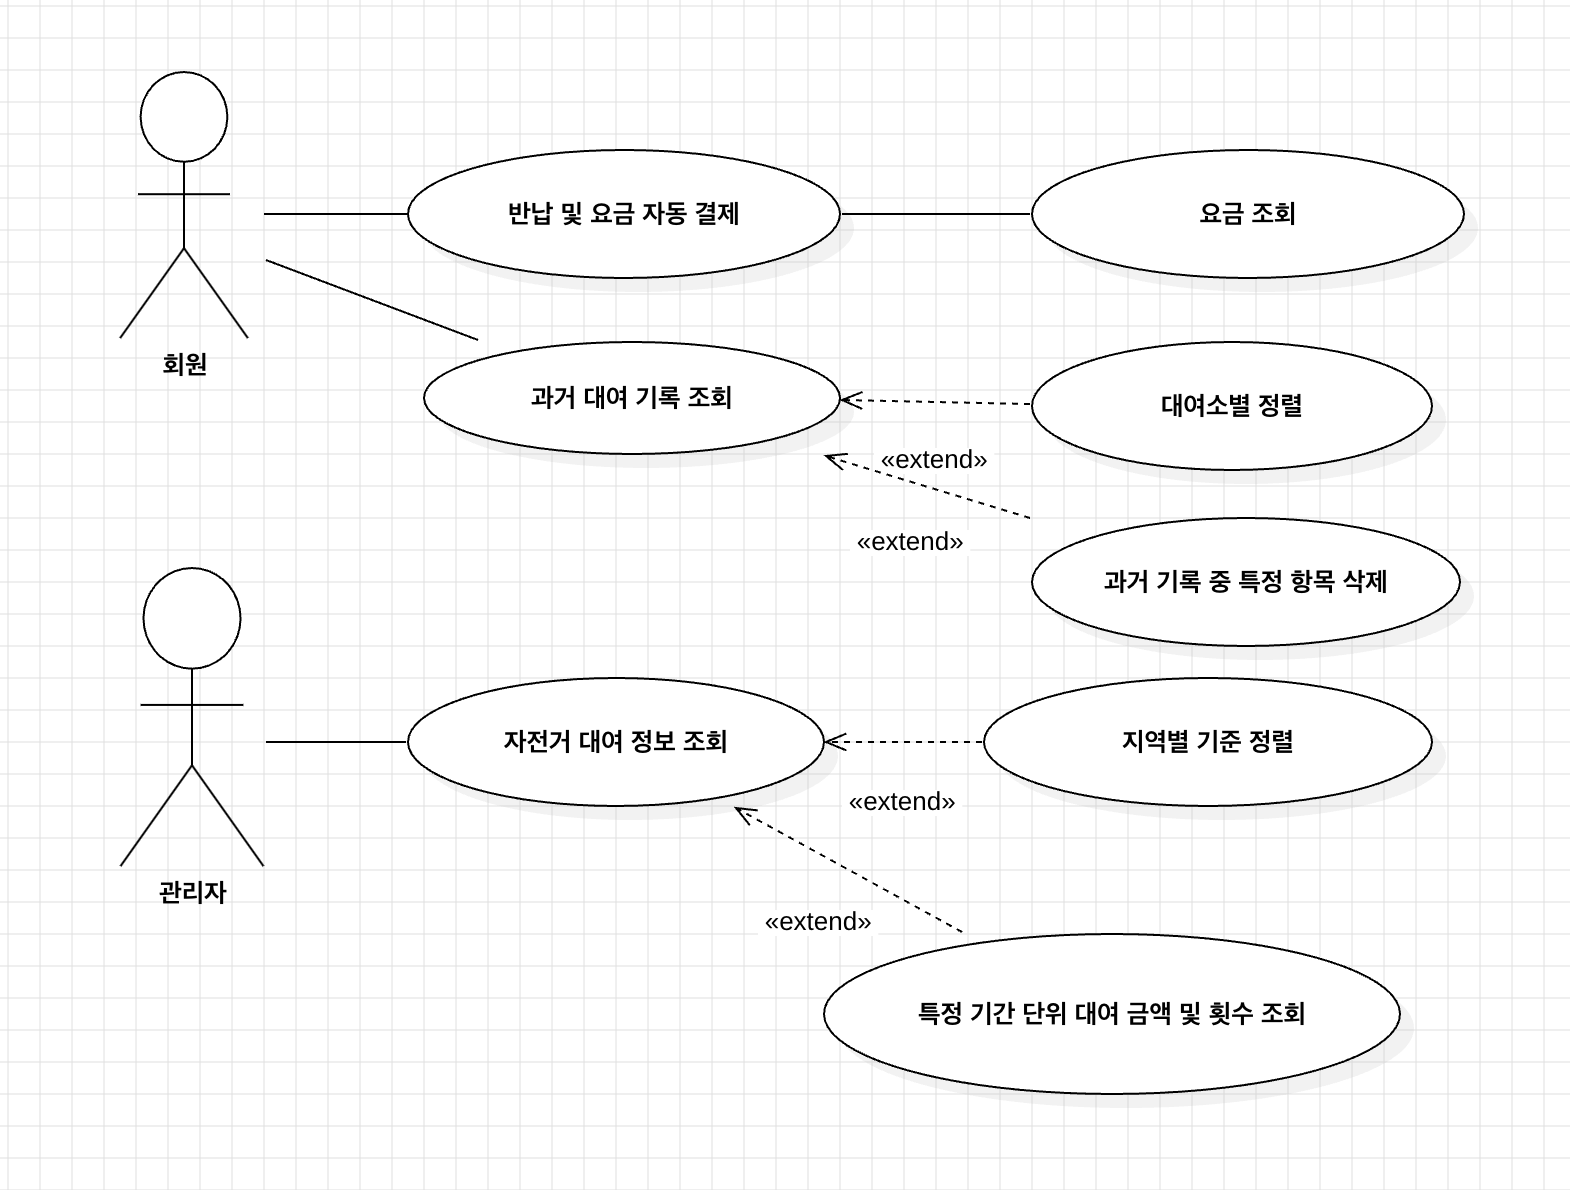 반납 및 요금 자동 결제
요금 조회
회원
과거 대여 기록 조회
대여소별 정렬
«extend»
«extend»
과거 기록 중 특정 항목 삭제
자전거 대여 정보 조회
지역별 기준 정렬
«extend»
관리자
«extend»
특정 기간 단위 대여 금액 및 횟수 조회